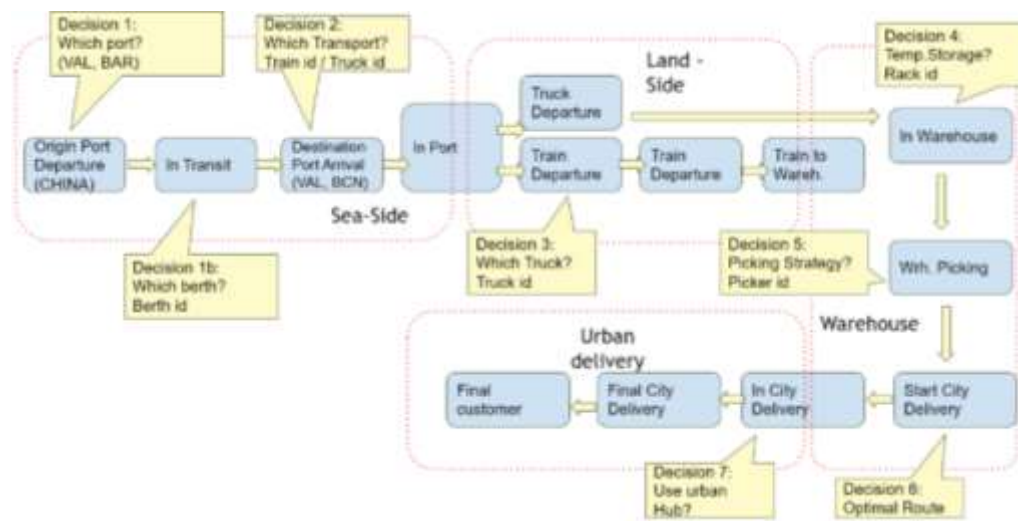 Decision 1:
Which port?
(VAL, BAR)
Decision 2:
Which Transport?
Train id / Truck id
Land -
Side
Decision 4:
Temp.Storage?
Rack id
Truck
Departure
Origin Port
Departure
(CHINA)
In Transit
Destination
Port Arrival
(VAL, BCN)
In Port
Train
Departure
Train
Departure
Train to
Wareh.
In Warehouse
Sea-Side
Decision 1b:
Which berth?
Berth id
Decision 3:
Which Truck?
Truck id
Decision 5:
Picking Strategy?
Picker id
Wrh. Picking
Warehouse
Urban
delivery
Final
customer
Final City
Delivery
In City
Delivery
Start City
Delivery
Decision 7:
Use urban
Hub?
Decision 6:
Optimal Route